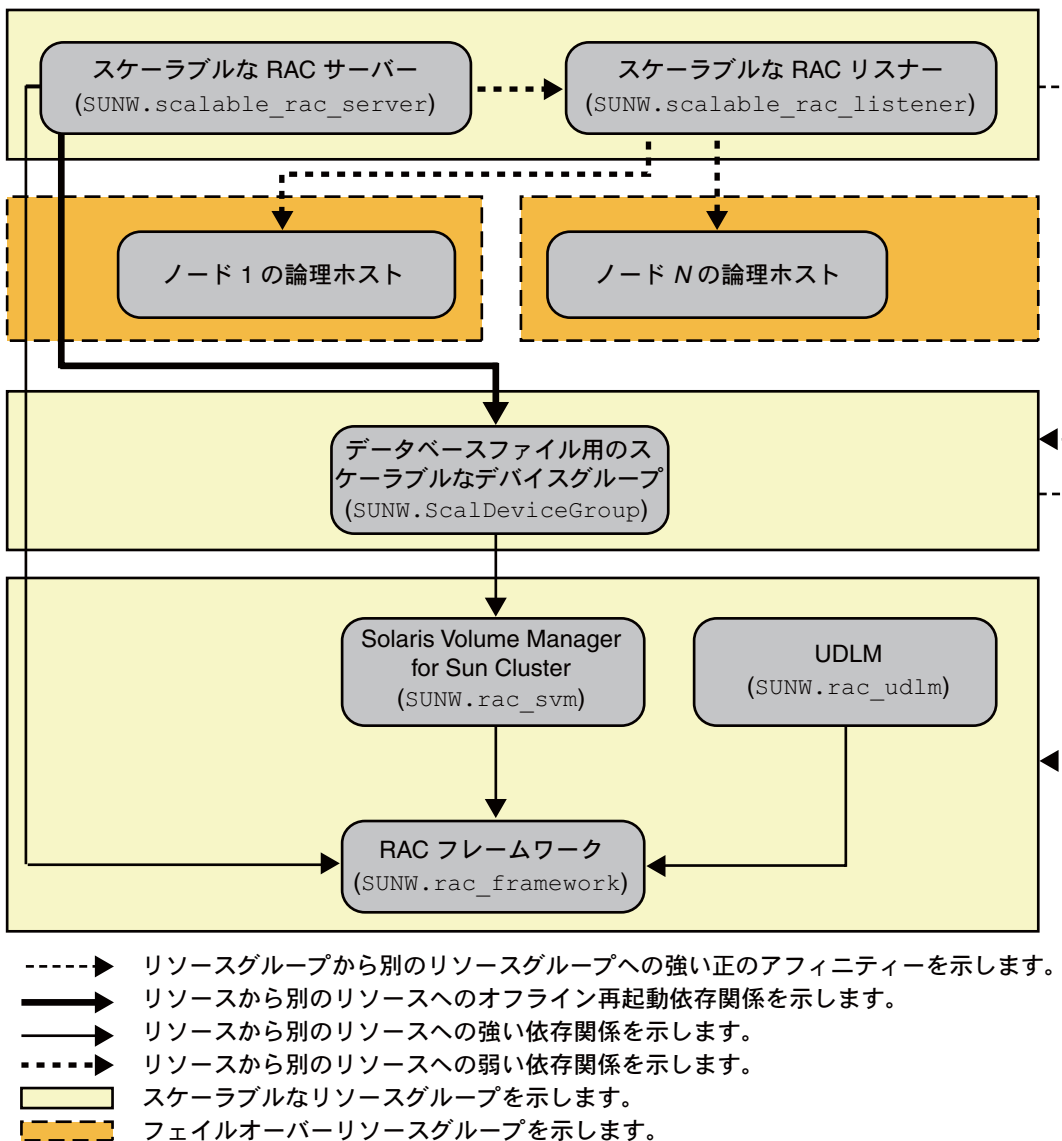 スケーラブルな RAC サーバー
(SUNW.scalable_rac_server)
スケーラブルな RAC リスナー
(SUNW.scalable_rac_listener)
ノード 1 の論理ホスト
ノード N の論理ホスト
データベースファイル用のス
ケーラブルなデバイスグループ
(SUNW.ScalDeviceGroup)
Solaris Volume Manager
for Sun Cluster
(SUNW.rac_svm)
UDLM
(SUNW.rac_udlm)
RAC フレームワーク
(SUNW.rac_framework)
リソースグループから別のリソースグループへの強い正のアフィニティーを示します。
リソースから別のリソースへのオフライン再起動依存関係を示します。
リソースから別のリソースへの強い依存関係を示します。
リソースから別のリソースへの弱い依存関係を示します。
スケーラブルなリソースグループを示します。
フェイルオーバーリソースグループを示します。